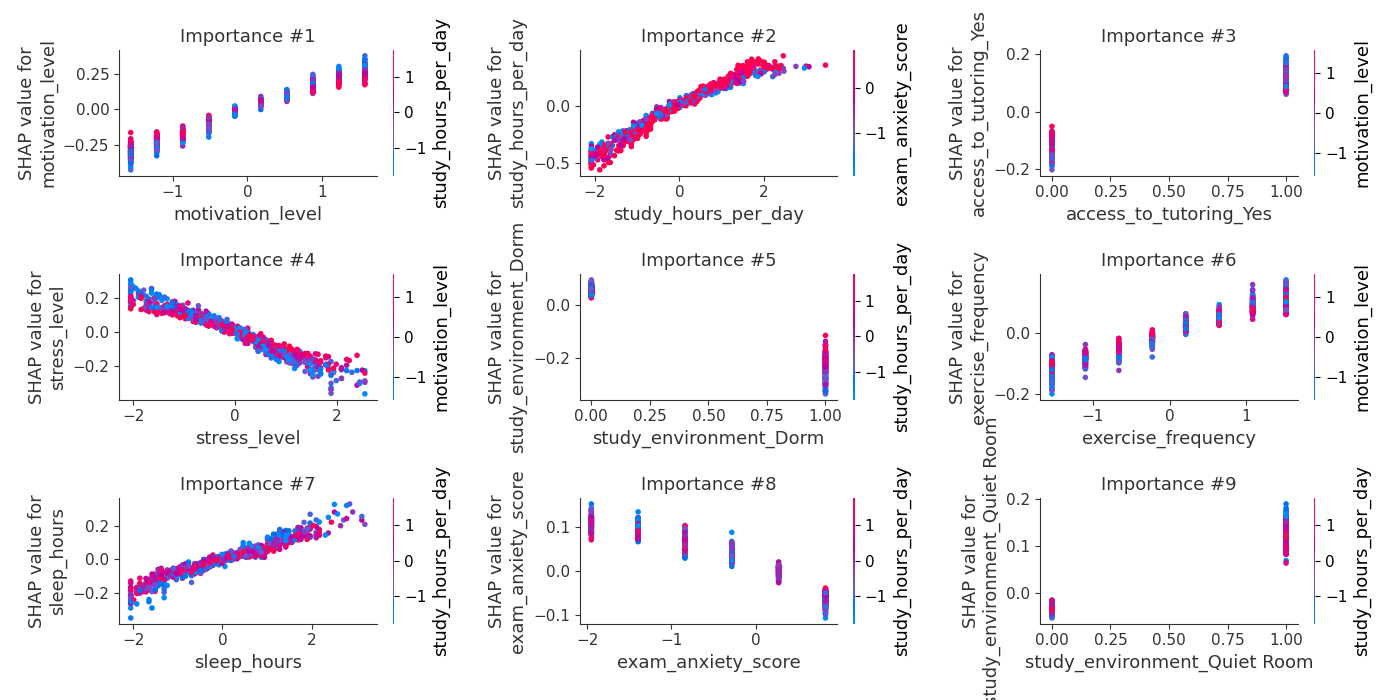 Importance #1
SHAP value for
motivation_level
0.25
0.00
−0.25
−1
0
1
motivation_level
1
0
−1
study_hours_per_day
Importance #2
SHAP value for
study_hours_per_day
0.0
−0.5
−2
0
2
study_hours_per_day
0
−1
exam_anxiety_score
Importance #3
SHAP value for
access_to_tutoring_Yes
0.2
0.0
−0.2
0.00
0.25
0.50
0.75
1.00
access_to_tutoring_Yes
1
0
−1
motivation_level
Importance #4
SHAP value for
stress_level
0.2
0.0
−0.2
−2
0
2
stress_level
1
0
−1
motivation_level
Importance #5
SHAP value for
study_environment_Dorm
0.0
−0.2
0.00
0.25
0.50
0.75
1.00
study_environment_Dorm
1
0
−1
study_hours_per_day
Importance #6
SHAP value for
exercise_frequency
0.0
−0.2
−1
0
1
exercise_frequency
1
0
−1
motivation_level
Importance #7
SHAP value for
sleep_hours
0.2
0.0
−0.2
−2
0
2
sleep_hours
1
0
−1
study_hours_per_day
Importance #8
SHAP value for
exam_anxiety_score
0.1
0.0
−0.1
−2
−1
0
exam_anxiety_score
1
0
−1
study_hours_per_day
Importance #9
SHAP value for
study_environment_Quiet Room
0.2
0.1
0.0
0.00
0.25
0.50
0.75
1.00
study_environment_Quiet Room
1
0
−1
study_hours_per_day